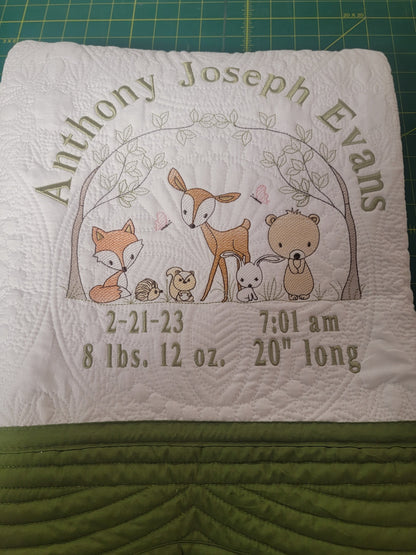 Anthony Joseph Evans
2-21-23 7:01 am
8 lbs. 12 oz. 20" long